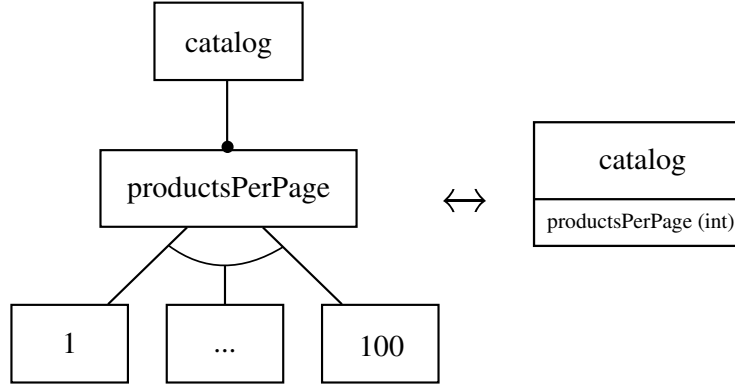 catalog
productsPerPage
1
...
100
catalog
productsPerPage (int)